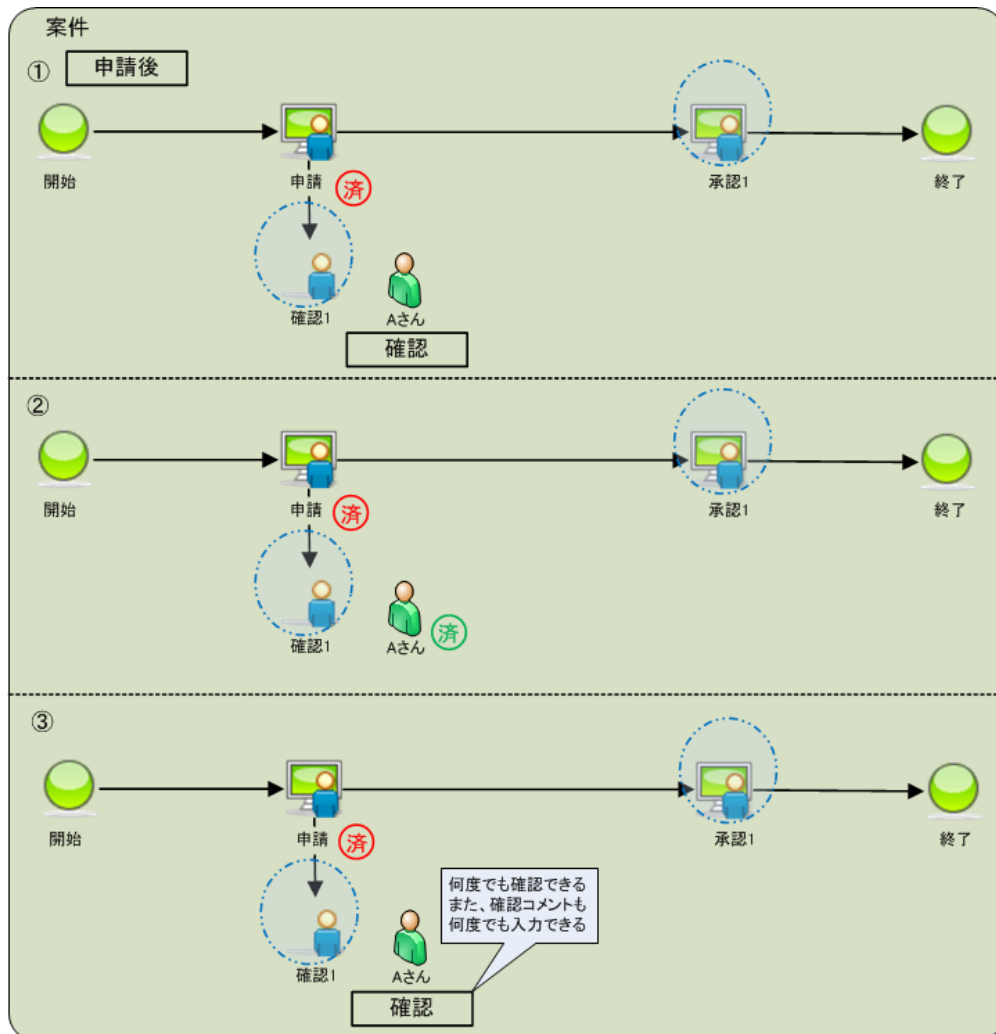 案件
① 申請後
開始 申請 済 承認1 終了
確認1 Aさん
確認
②
開始 申請 済 承認1 終了
確認1 Aさん 済
③
開始 申請 済 承認1 終了
何度でも確認できる
また、確認コメントも
何度でも入力できる
確認1 Aさん
確認